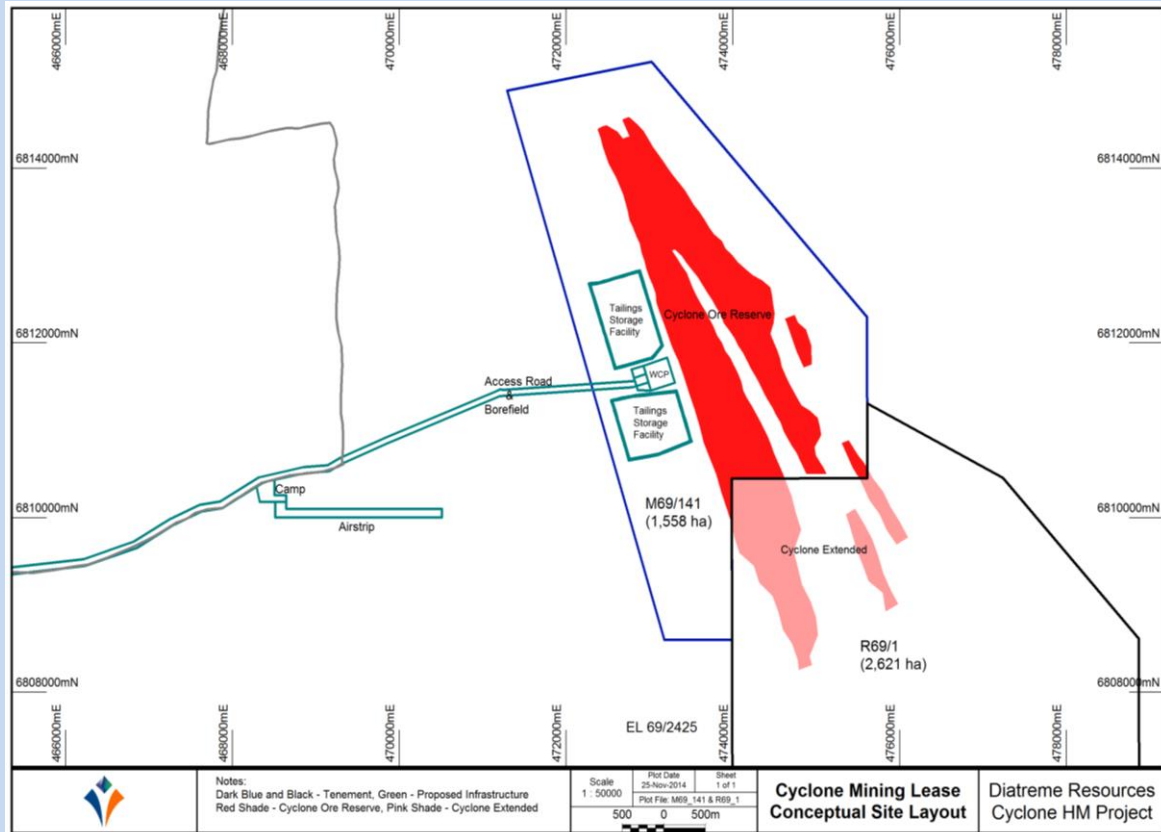 466000mE
468000mE
470000mE
472000mE
474000mE
476000mE
478000mE
6814000mN
6814000mN
6812000mN
6812000mN
6810000mN
6810000mN
6808000mN
6808000mN
Tailings
Storage
Facility
Cyclone Ore Reserve
WCP
Access Road
&
Borefield
Tailings
Storage
Facility
Camp
Airstrip
M69/141
(1,558 ha)
Cyclone Extended
R69/1
(2,621 ha)
EL 69/2425
466000mE
468000mE
470000mE
472000mE
474000mE
476000mE
478000mE
Notes:
Dark Blue and Black - Tenement, Green - Proposed Infrastructure
Red Shade - Cyclone Ore Reserve, Pink Shade - Cyclone Extended
Scale
1 : 50000
Plot Date
25-Nov-2014
Sheet
1 of 1
Plot File: M69_141 & R69_1
500 0 500m
Cyclone Mining Lease
Conceptual Site Layout
Diatreme Resources
Cyclone HM Project